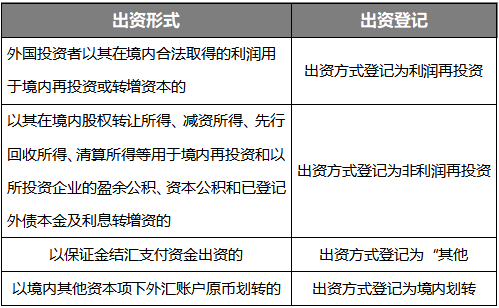 出资形式
出资登记
外国投资者以其在境内合法取得的利润用
于境内再投资或转增资本的
出资方式登记为利润再投资
以其在境内股权转让所得、减资所得、先行
回收所得、清算所得等用于境内再投资和以
所投资企业的盈余公积、资本公积和已登记
外债本金及利息转增资的
出资方式登记为非利润再投资
以保证金结汇支付资金出资的
出资方式登记为“其他
以境内其他资本项下外汇账户原币划转的
出资方式登记为境内划转